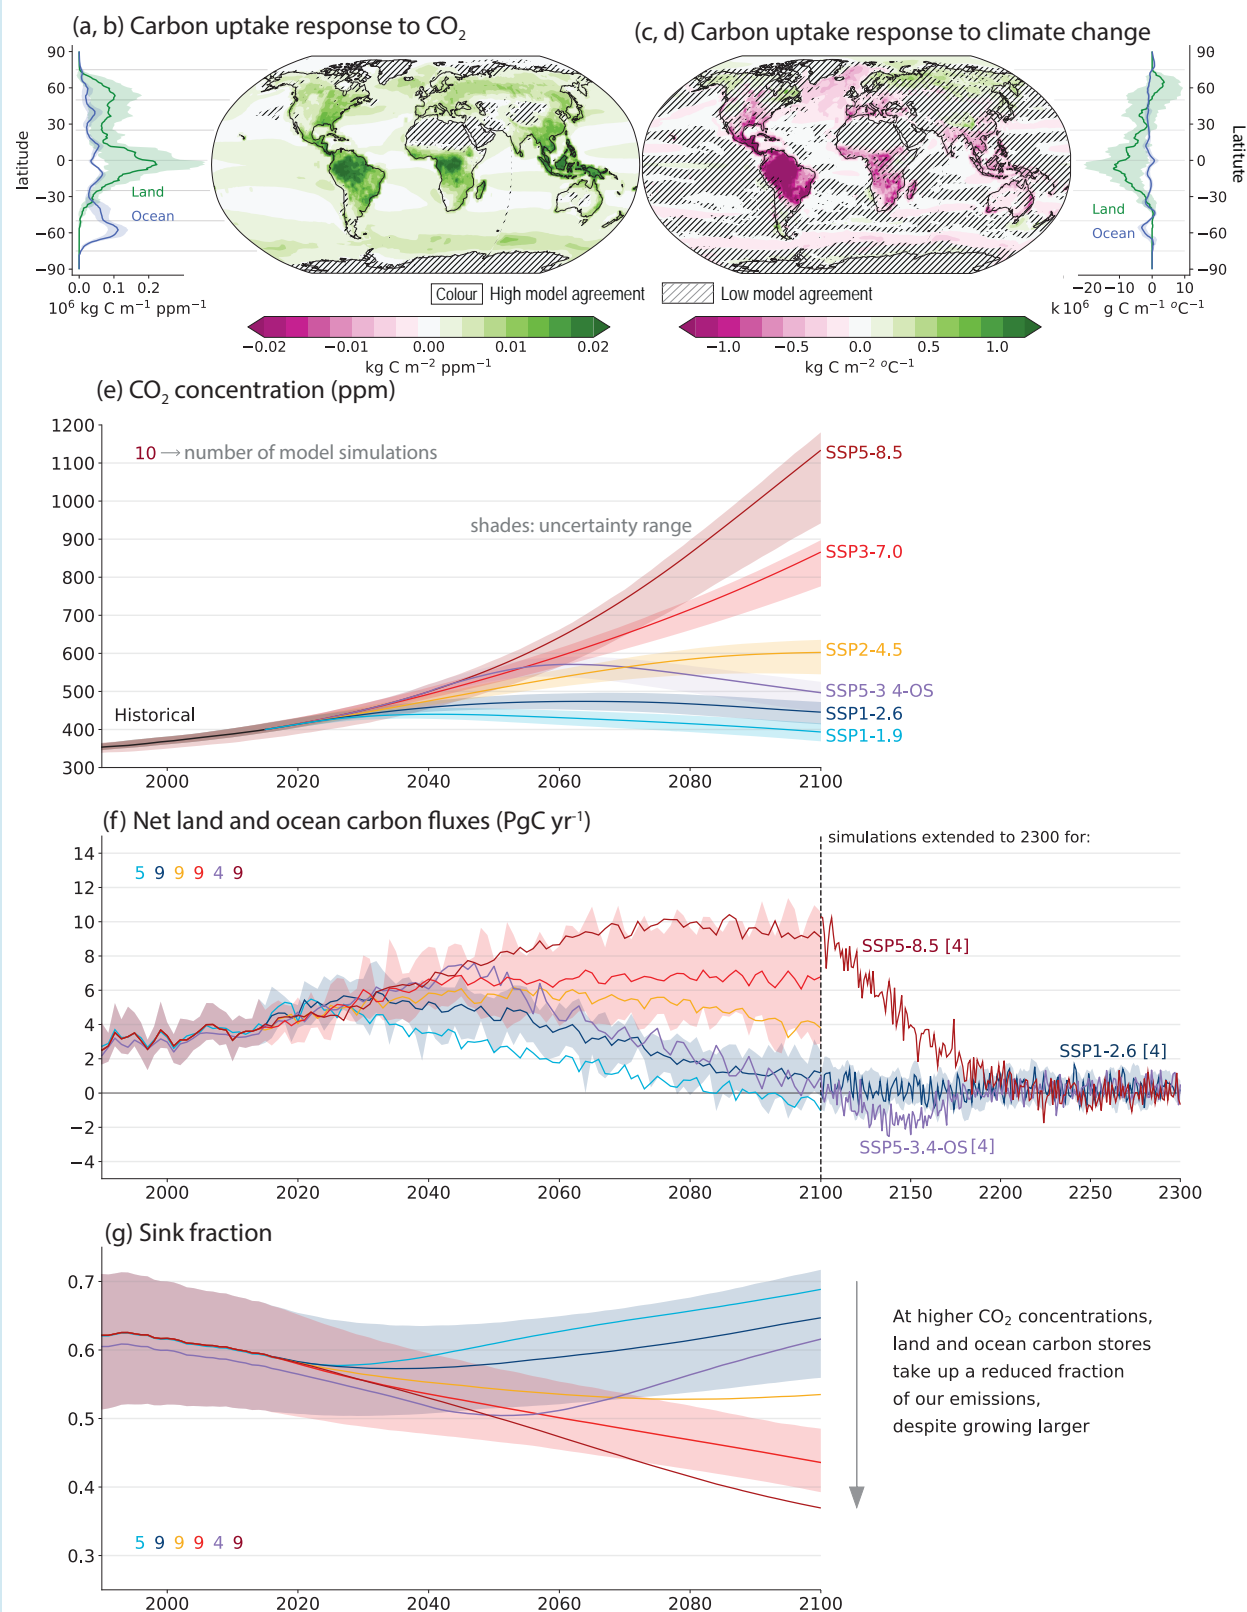 (a, b) Carbon uptake response to CO₂
(c, d) Carbon uptake response to climate change
90
60
30
0
−30
−60
−90
latitude
Land
Ocean
0.0 0.1 0.2
10⁶ kg C m⁻¹ ppm⁻¹
90
60
30
0
−30
−60
−90
Latitute
Land
Ocean
−20 −10 0 10
k 10⁶ g C m⁻¹ °C⁻¹
Colour High model agreement
Low model agreement
−0.02 −0.01 0.00 0.01 0.02
kg C m⁻² ppm⁻¹
−1.0 −0.5 0.0 0.5 1.0
kg C m⁻² °C⁻¹
(e) CO₂ concentration (ppm)
1200
1100
1000
900
800
700
600
500
400
300
10 → number of model simulations
shades: uncertainty range
Historical
SSP5-8.5
SSP3-7.0
SSP2-4.5
SSP5-3 4-OS
SSP1-2.6
SSP1-1.9
2000 2020 2040 2060 2080 2100
(f) Net land and ocean carbon fluxes (PgC yr⁻¹)
simulations extended to 2300 for:
14
12
10
8
6
4
2
0
−2
−4
5 9 9 9 4 9
SSP5-8.5 [4]
SSP1-2.6 [4]
SSP5-3.4-OS [4]
2000 2020 2040 2060 2080 2100 2150 2200 2250 2300
(g) Sink fraction
0.7
0.6
0.5
0.4
0.3
5 9 9 9 4 9
At higher CO₂ concentrations,
land and ocean carbon stores
take up a reduced fraction
of our emissions,
despite growing larger
2000 2020 2040 2060 2080 2100